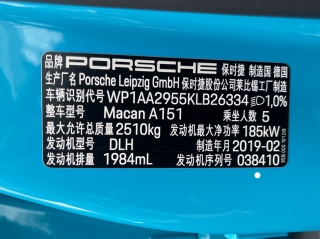 品牌 PORSCHE 保时捷 制造国 德国
生产厂名 Porsche Leipzig GmbH 保时捷股份公司莱比锡工厂制造
车辆识别代号 WP1AA2955KLB26334 1,0%
整车型号 Macan A151 乘坐人数 5
最大允许总质量 2510kg 发动机最大净功率 185kW
发动机型号 DLH 制造年月 2019-02
发动机排量 1984mL 发动机序号 038410